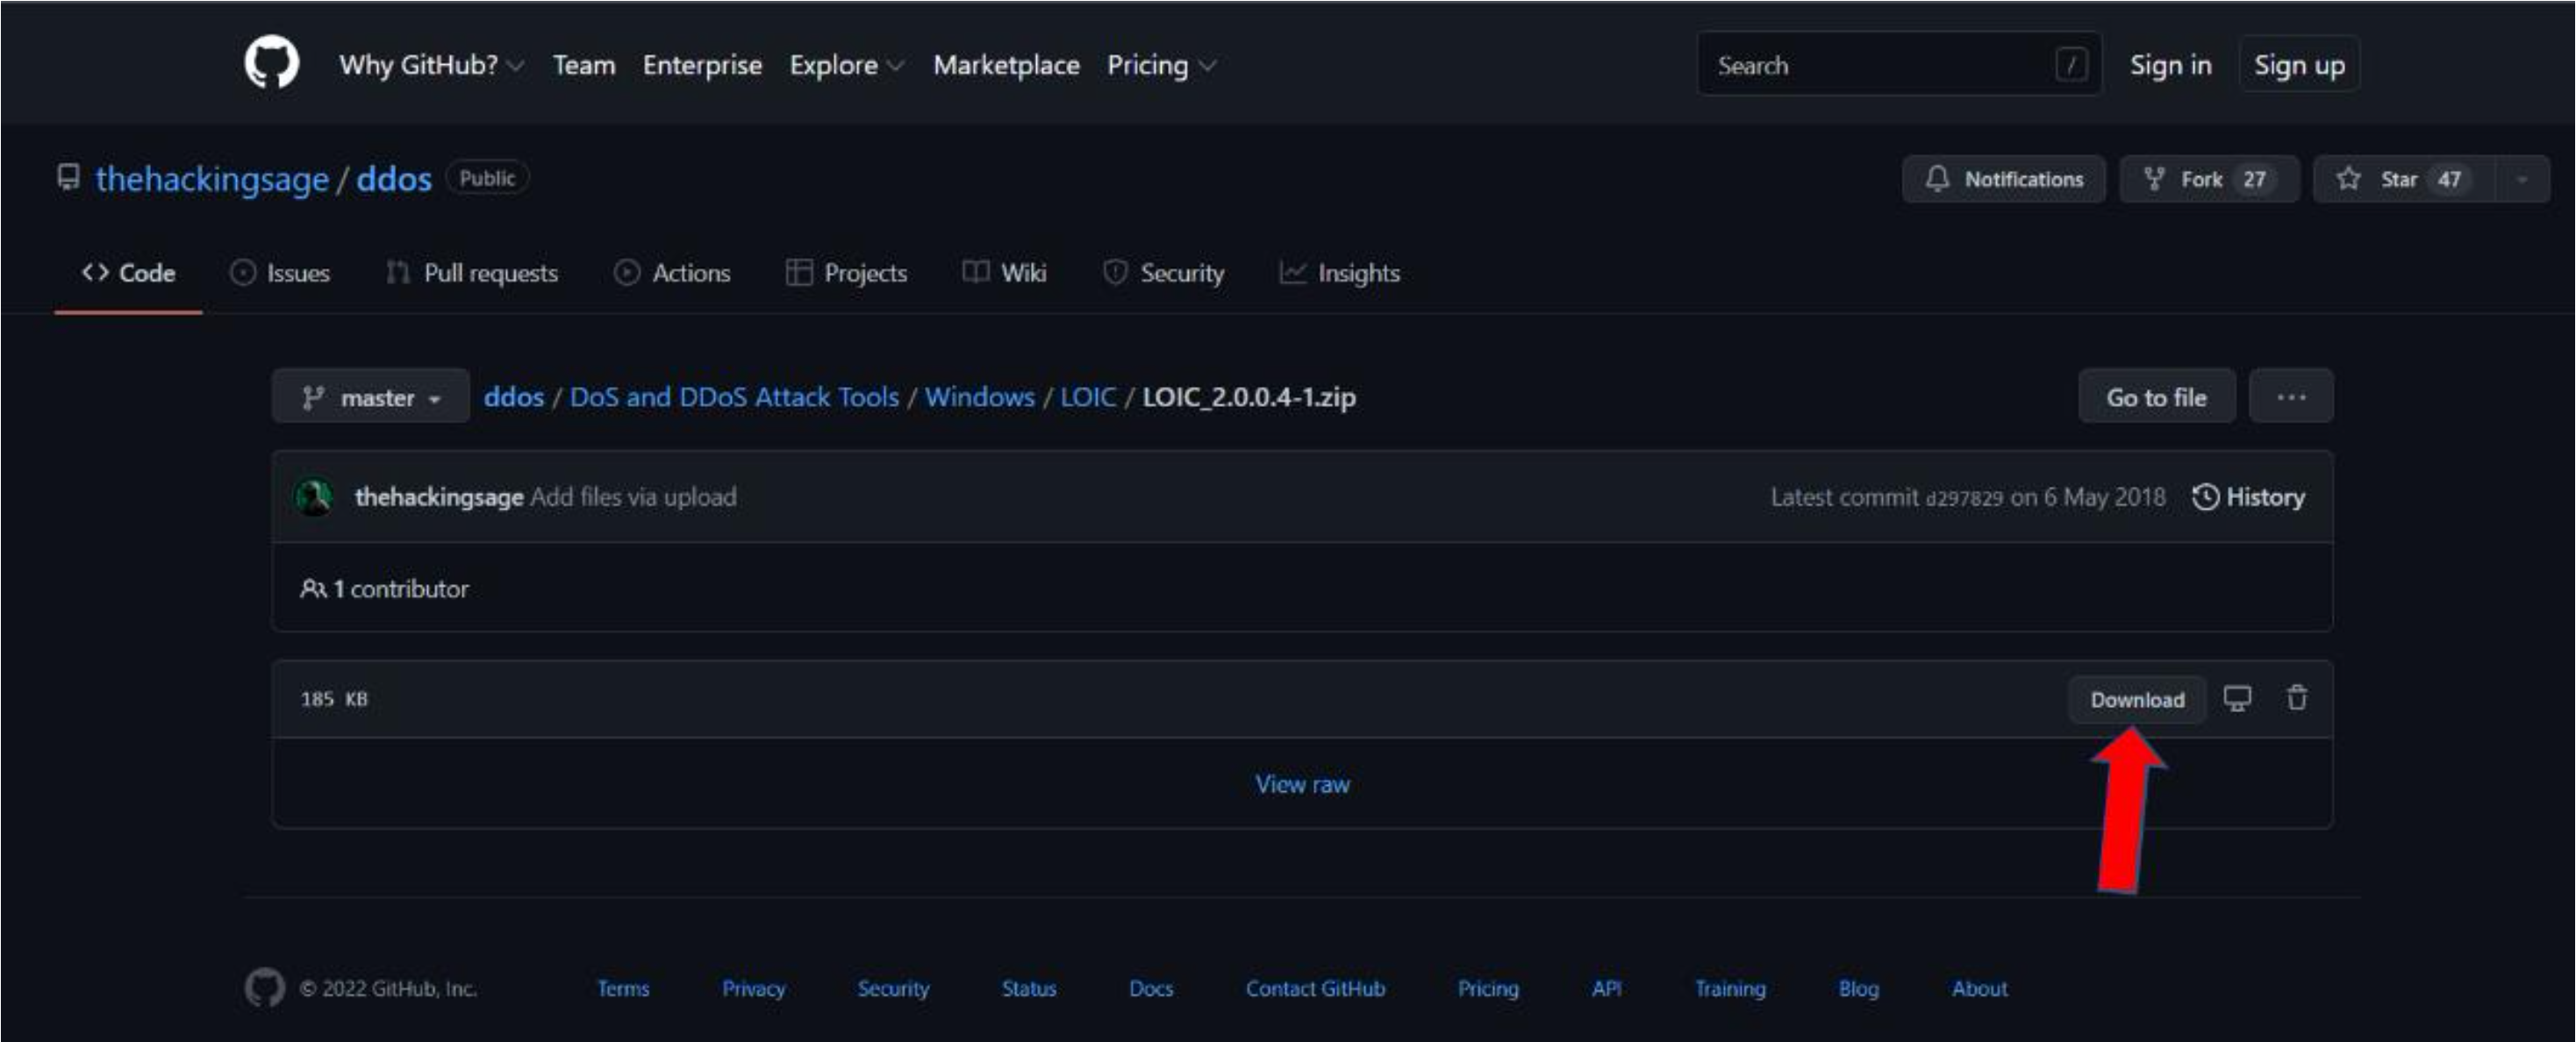 Why GitHub? Team Enterprise Explore Marketplace Pricing Search / Sign in Sign up
thehackingsage / ddos Public Notifications Fork 27 Star 47
<> Code Issues Pull requests Actions Projects Wiki Security Insights
master ddos / DoS and DDoS Attack Tools / Windows / LOIC / LOIC_2.0.0.4-1.zip Go to file ...
thehackingsage Add files via upload Latest commit d297829 on 6 May 2018 History
1 contributor
185 KB Download
View raw
© 2022 GitHub, Inc. Terms Privacy Security Status Docs Contact GitHub Pricing API Training Blog About